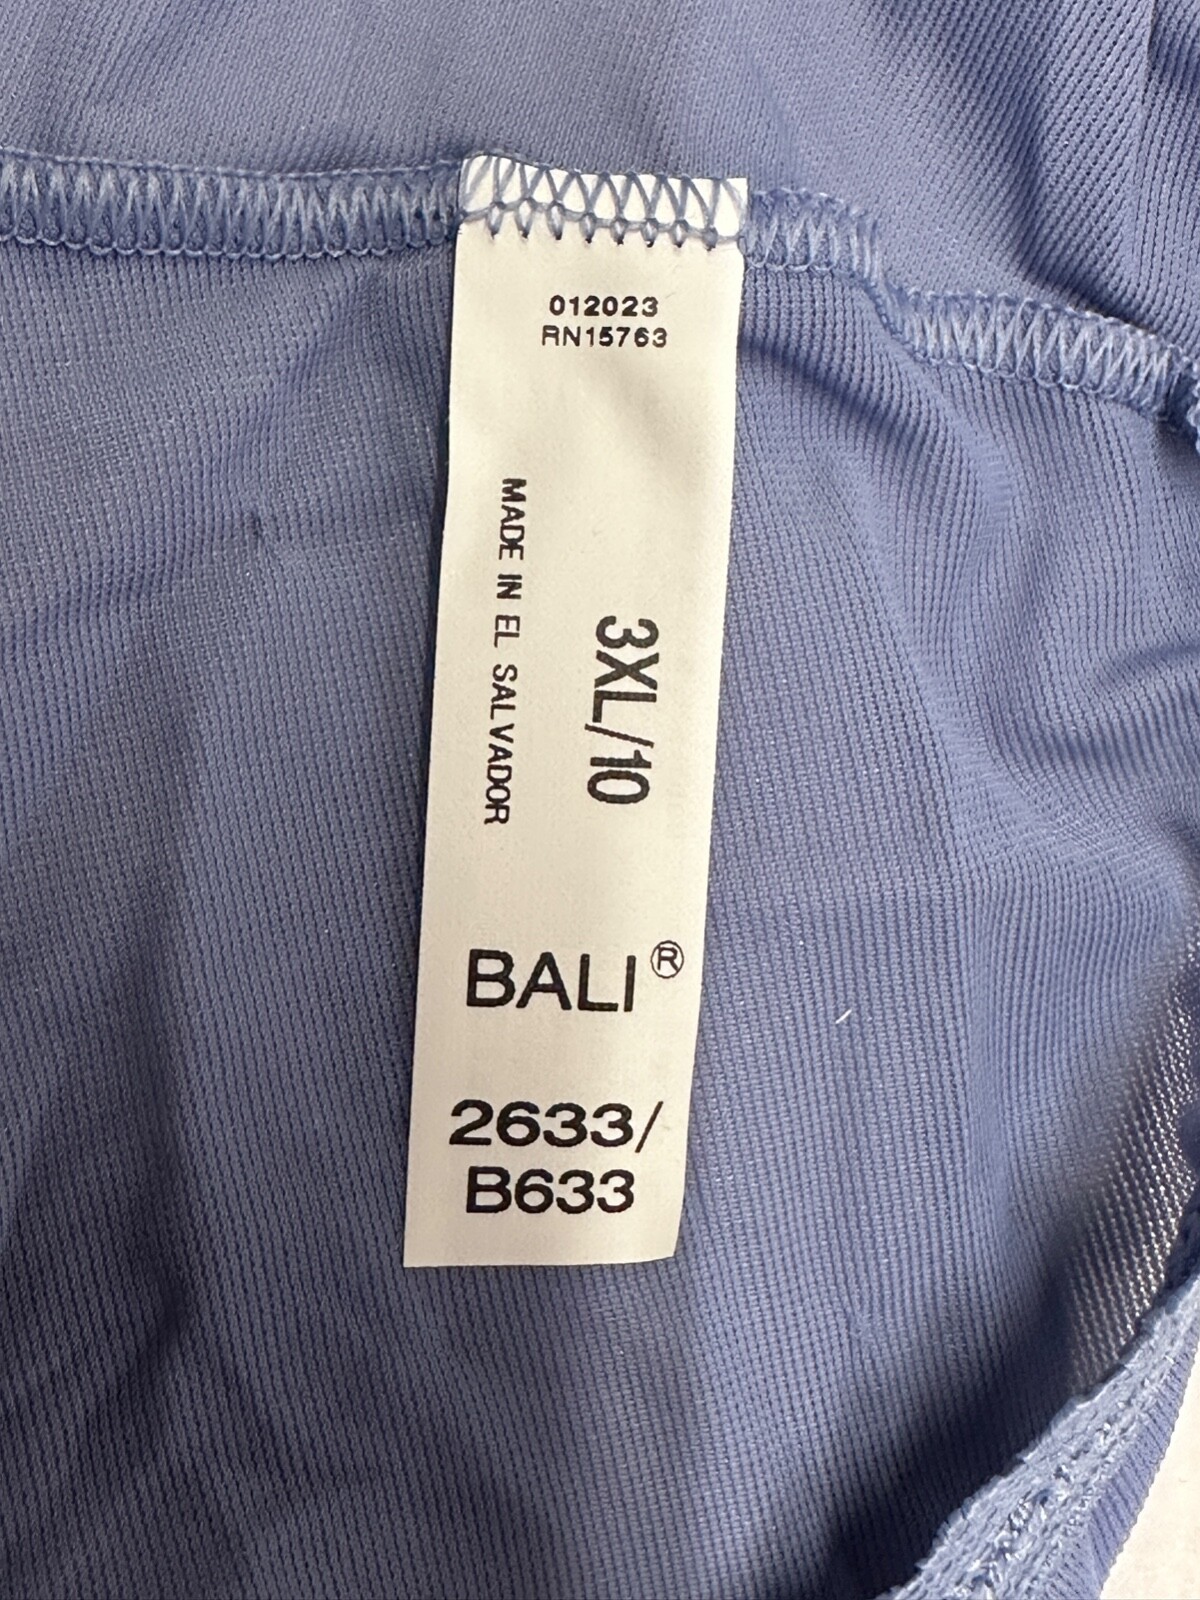 012023
RN15763
MADE IN EL SALVADOR
3XL/10
BALI®
2633/
B633